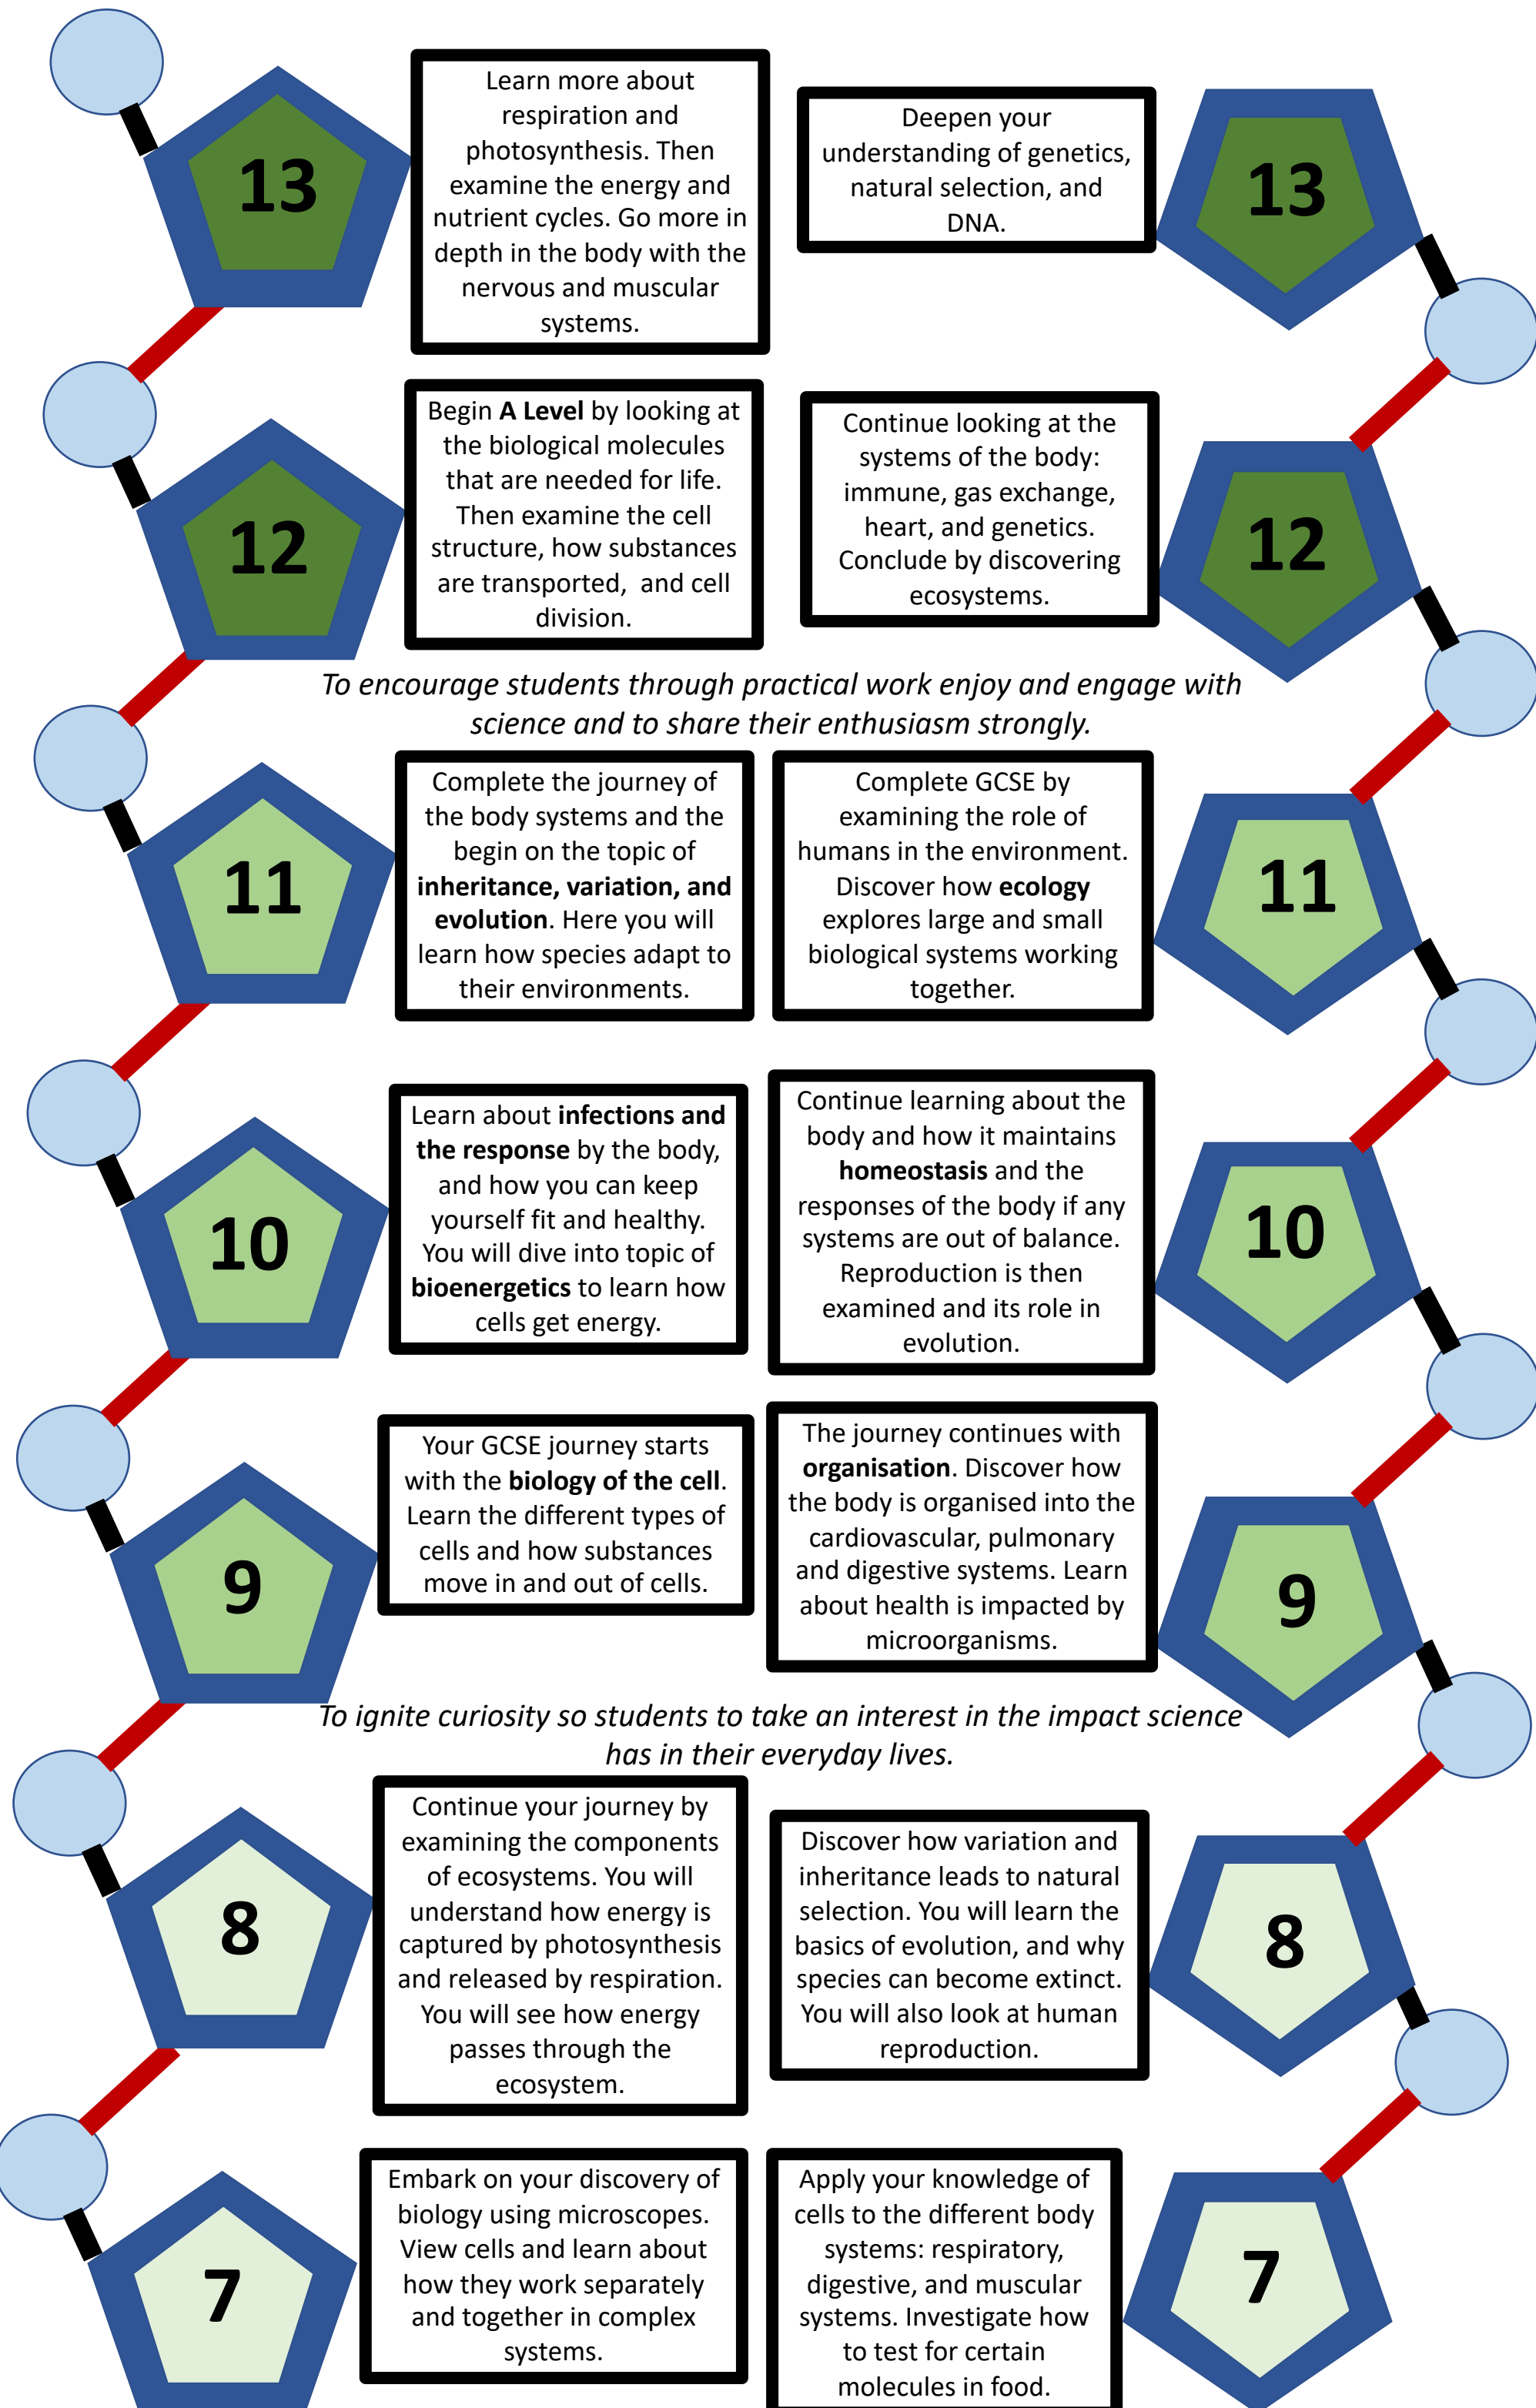 13
Learn more about
respiration and
photosynthesis. Then
examine the energy and
nutrient cycles. Go more in
depth in the body with the
nervous and muscular
systems.
Deepen your
understanding of genetics,
natural selection, and
DNA.
13
12
Begin A Level by looking at
the biological molecules
that are needed for life.
Then examine the cell
structure, how substances
are transported, and cell
division.
Continue looking at the
systems of the body:
immune, gas exchange,
heart, and genetics.
Conclude by discovering
ecosystems.
12
To encourage students through practical work enjoy and engage with
science and to share their enthusiasm strongly.
11
Complete the journey of
the body systems and the
begin on the topic of
inheritance, variation, and
evolution. Here you will
learn how species adapt to
their environments.
Complete GCSE by
examining the role of
humans in the environment.
Discover how ecology
explores large and small
biological systems working
together.
11
10
Learn about infections and
the response by the body,
and how you can keep
yourself fit and healthy.
You will dive into topic of
bioenergetics to learn how
cells get energy.
Continue learning about the
body and how it maintains
homeostasis and the
responses of the body if any
systems are out of balance.
Reproduction is then
examined and its role in
evolution.
10
9
Your GCSE journey starts
with the biology of the cell.
Learn the different types of
cells and how substances
move in and out of cells.
The journey continues with
organisation. Discover how
the body is organised into the
cardiovascular, pulmonary
and digestive systems. Learn
about health is impacted by
microorganisms.
9
To ignite curiosity so students to take an interest in the impact science
has in their everyday lives.
8
Continue your journey by
examining the components
of ecosystems. You will
understand how energy is
captured by photosynthesis
and released by respiration.
You will see how energy
passes through the
ecosystem.
Discover how variation and
inheritance leads to natural
selection. You will learn the
basics of evolution, and why
species can become extinct.
You will also look at human
reproduction.
8
7
Embark on your discovery of
biology using microscopes.
View cells and learn about
how they work separately
and together in complex
systems.
Apply your knowledge of
cells to the different body
systems: respiratory,
digestive, and muscular
systems. Investigate how
to test for certain
molecules in food.
7